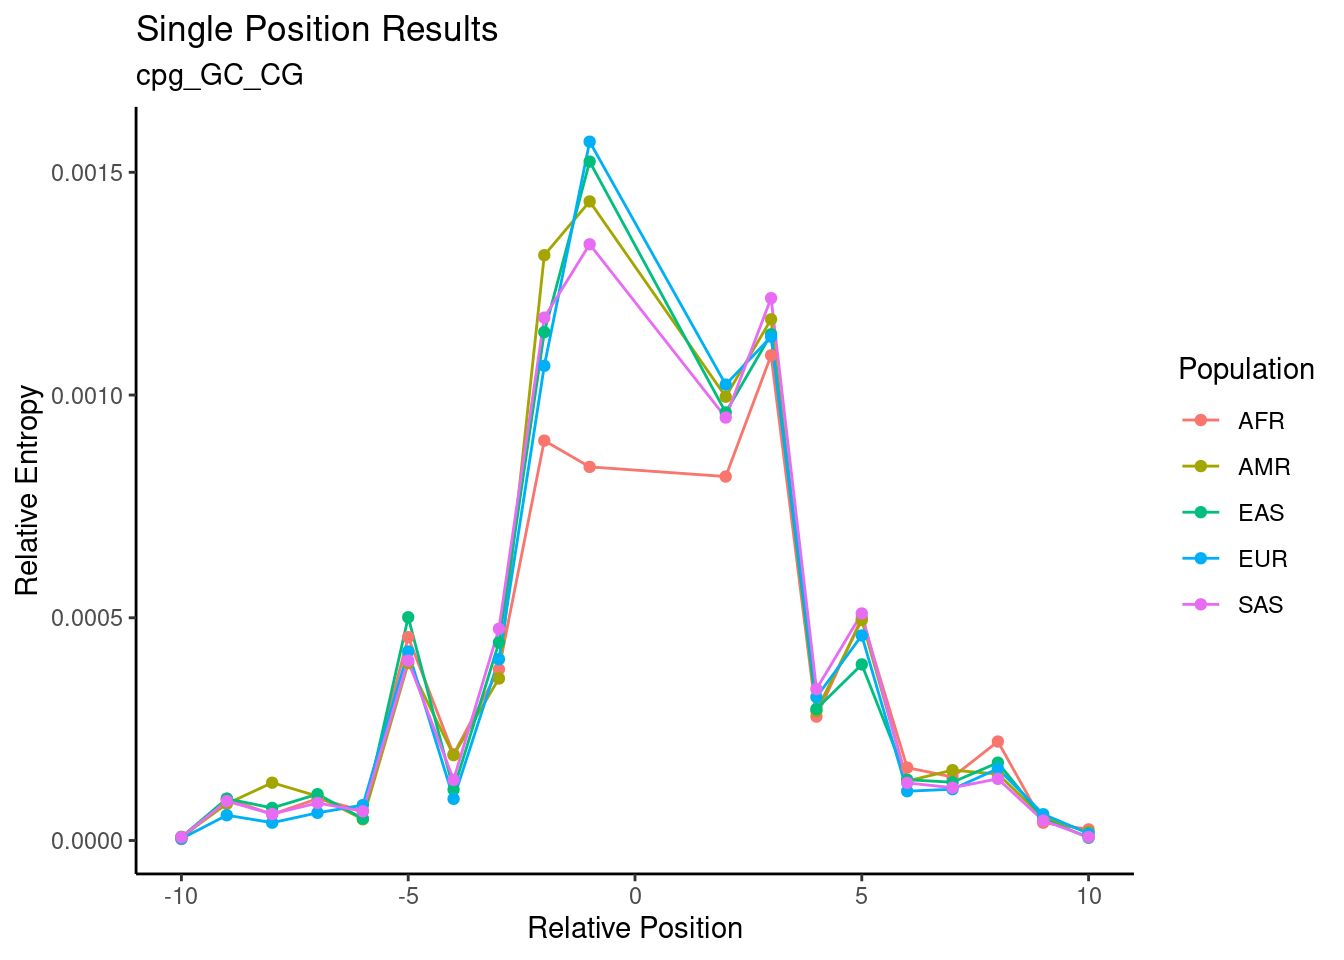 Single Position Results
cpg_GC_CG
Relative Entropy
0.0015
0.0010
0.0005
0.0000
-10 -5 0 5 10
Relative Position
Population
AFR
AMR
EAS
EUR
SAS